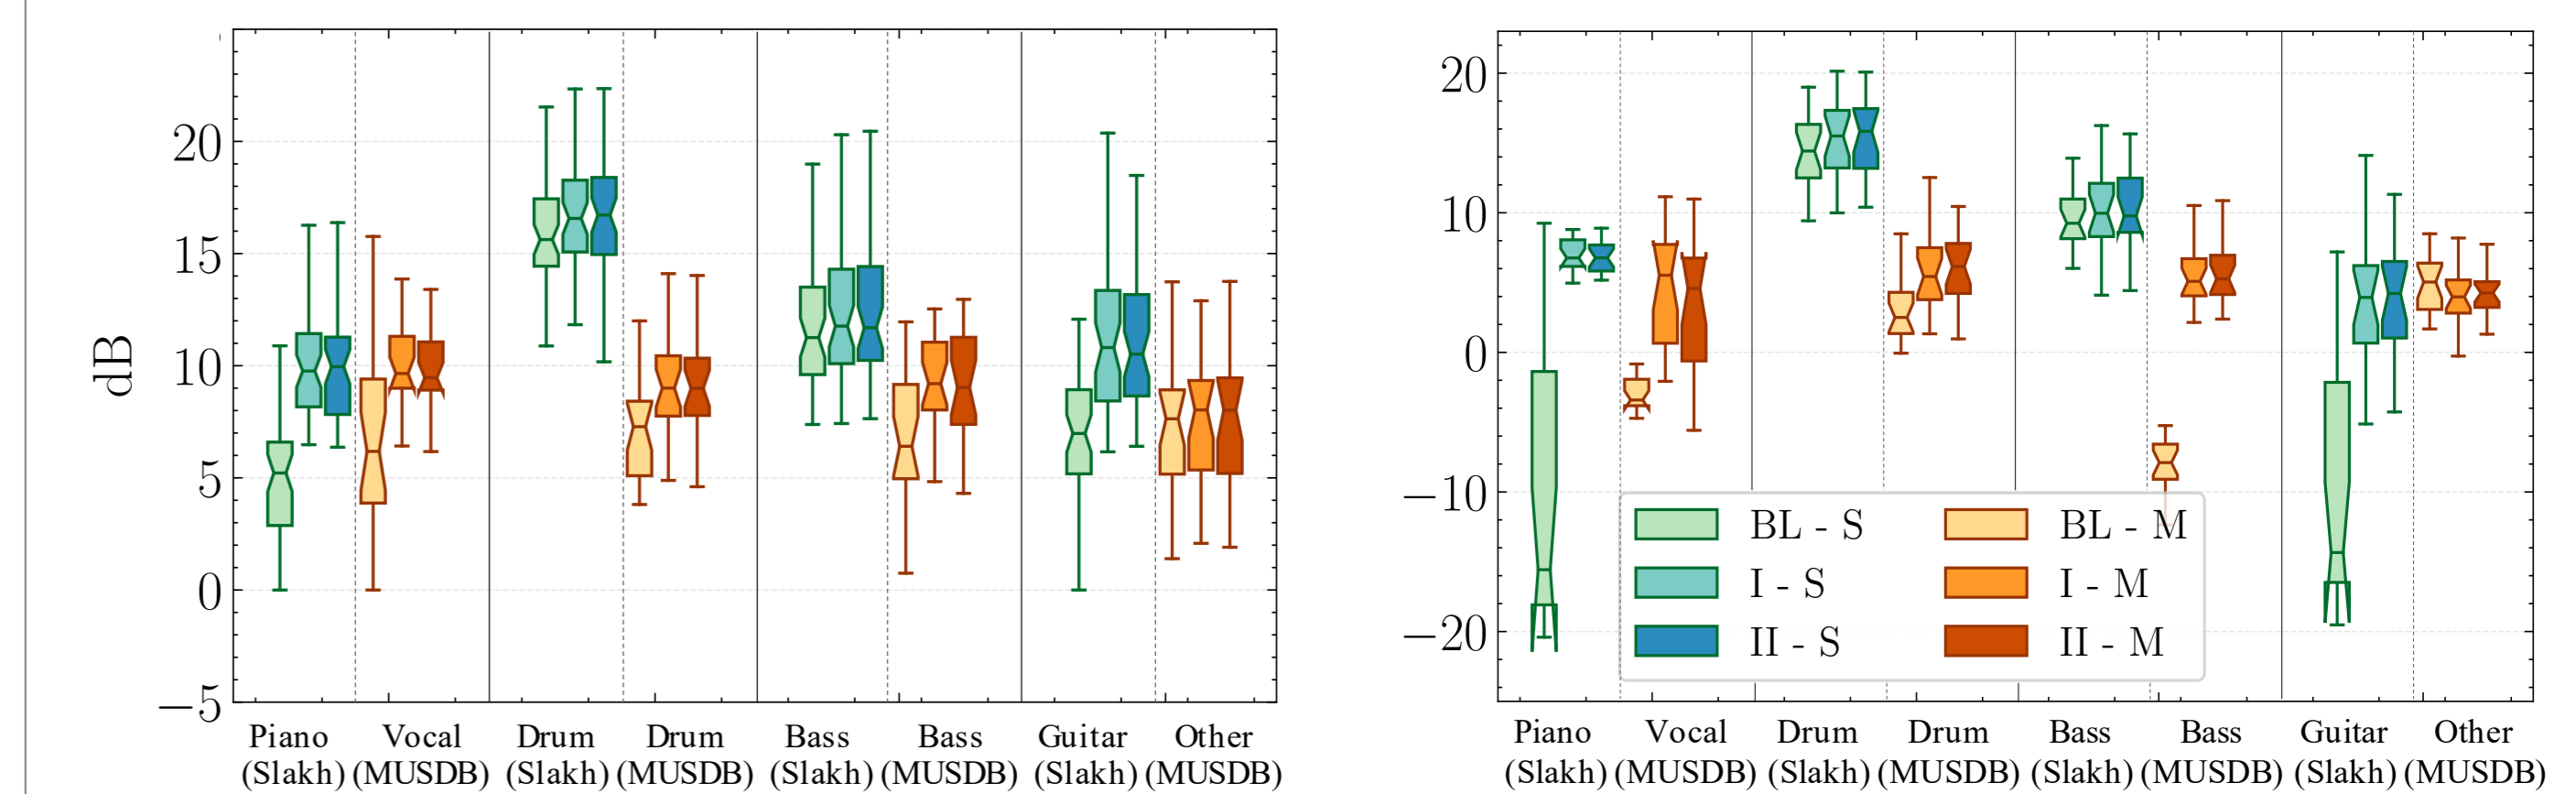 dB
20
15
10
5
0
−5
Piano Vocal Drum Drum Bass Bass Guitar Other
(Slakh) (MUSDB) (Slakh) (MUSDB) (Slakh) (MUSDB) (Slakh) (MUSDB)
20
10
0
−10
−20
BL - S BL - M
I - S I - M
II - S II - M
Piano Vocal Drum Drum Bass Bass Guitar Other
(Slakh) (MUSDB) (Slakh) (MUSDB) (Slakh) (MUSDB) (Slakh) (MUSDB)